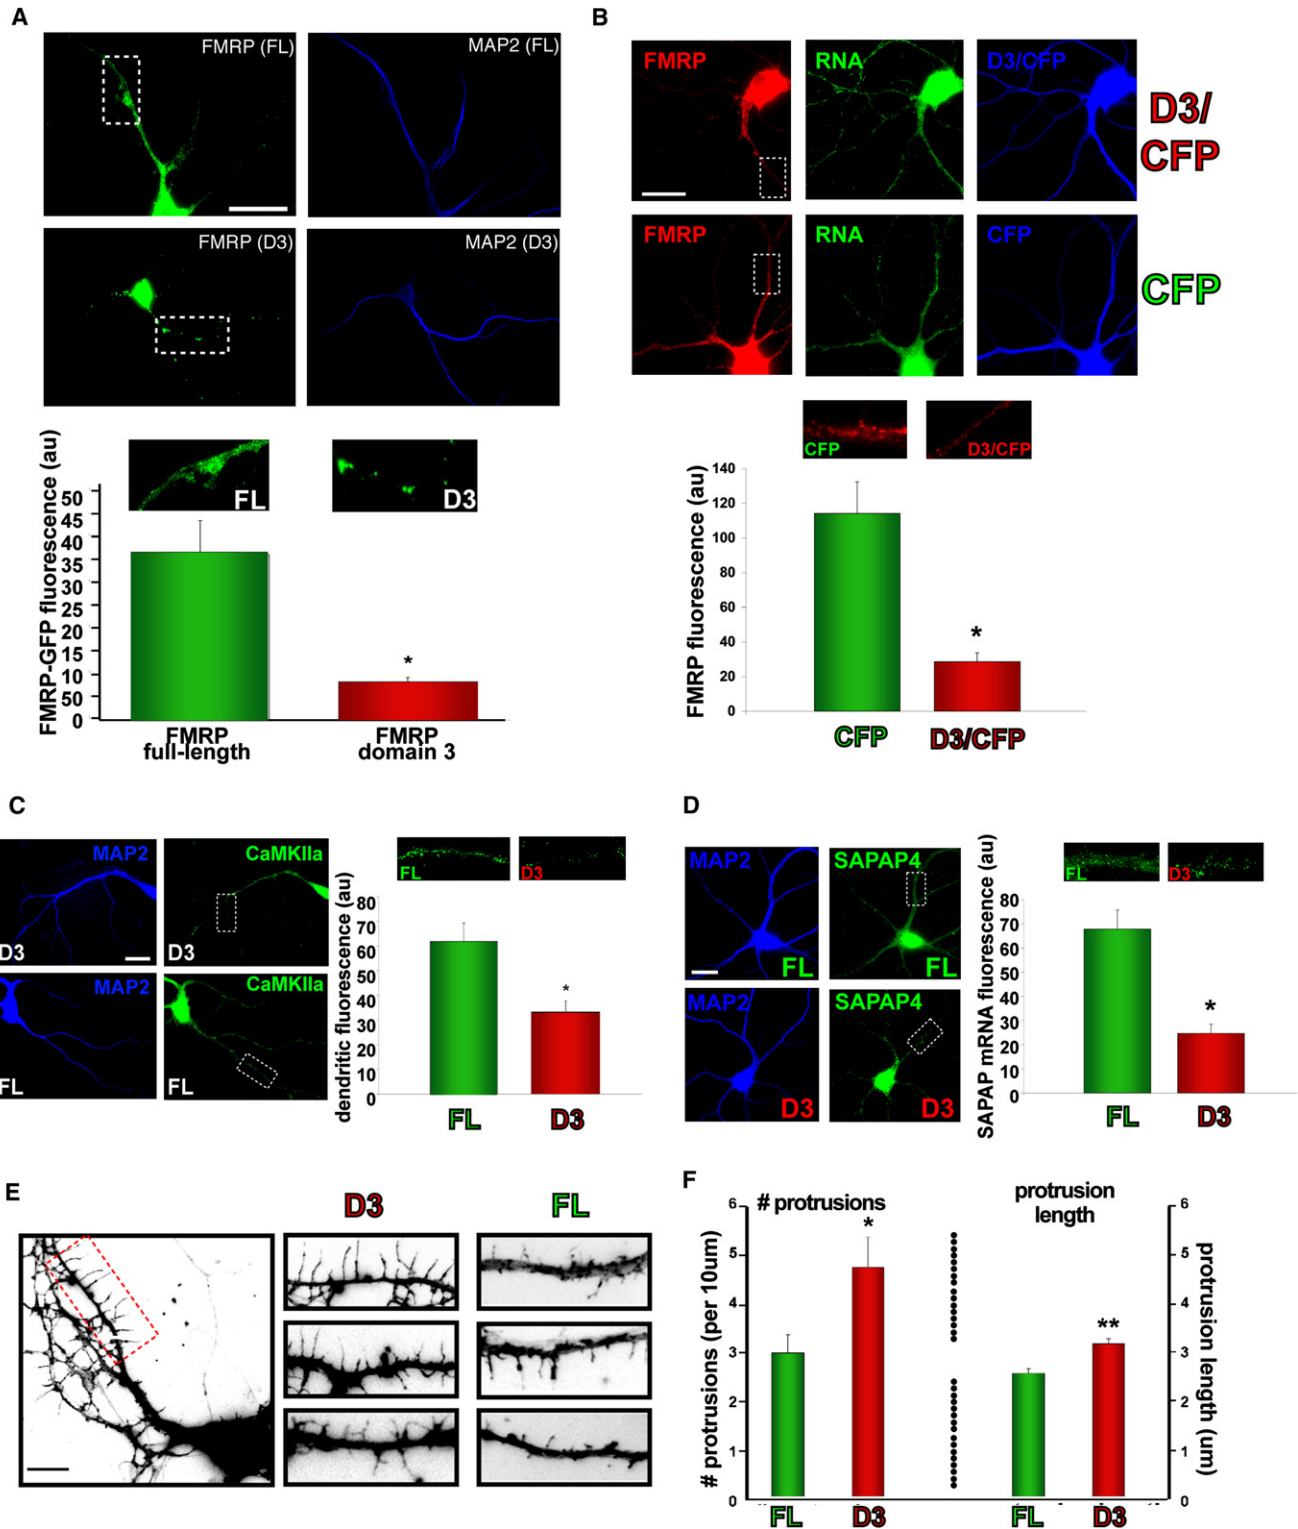 A
FMRP (FL)
MAP2 (FL)
FMRP (D3)
MAP2 (D3)
FMRP-GFP fluorescence (au)
FL
D3
50
45
40
35
30
25
20
15
10
50
0
*
FMRP
full-length
FMRP
domain 3
B
FMRP
RNA
D3/CFP
D3/
CFP
FMRP
RNA
CFP
CFP
CFP
D3/CFP
FMRP fluorescence (au)
140
120
100
80
60
40
20
0
*
CFP
D3/CFP
C
MAP2
D3
CaMKIIa
D3
MAP2
FL
CaMKIIa
FL
FL
D3
dendritic fluorescence (au)
80
70
60
50
40
30
20
10
0
*
FL
D3
D
MAP2
FL
SAPAP4
FL
MAP2
D3
SAPAP4
D3
FL
D3
SAPAP mRNA fluorescence (au)
80
70
60
50
40
30
20
10
0
*
FL
D3
E
D3
FL
F
# protrusions
protrusion
length
# protrusions (per 10um)
6
5
4
3
2
1
0
*
**
6
5
4
3
2
1
0
protrusion length (um)
FL
D3
FL
D3